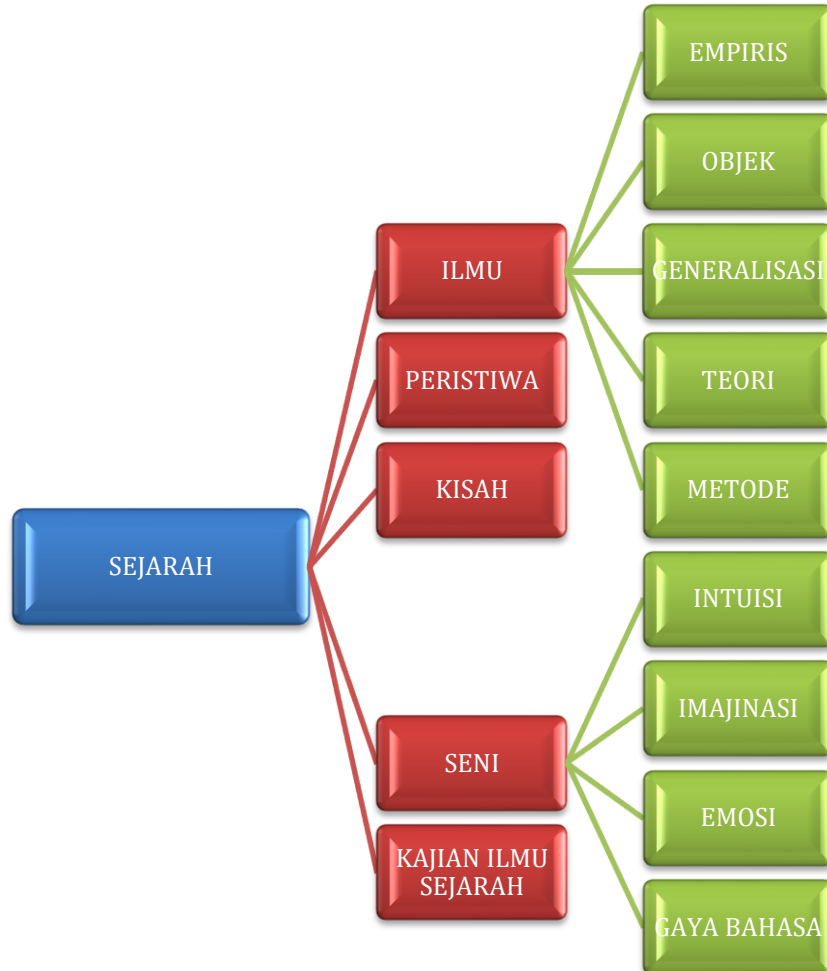 SEJARAH
ILMU
PERISTIWA
KISAH
SENI
KAJIAN ILMU
SEJARAH
EMPIRIS
OBJEK
GENERALISASI
TEORI
METODE
INTUISI
IMAJINASI
EMOSI
GAYA BAHASA